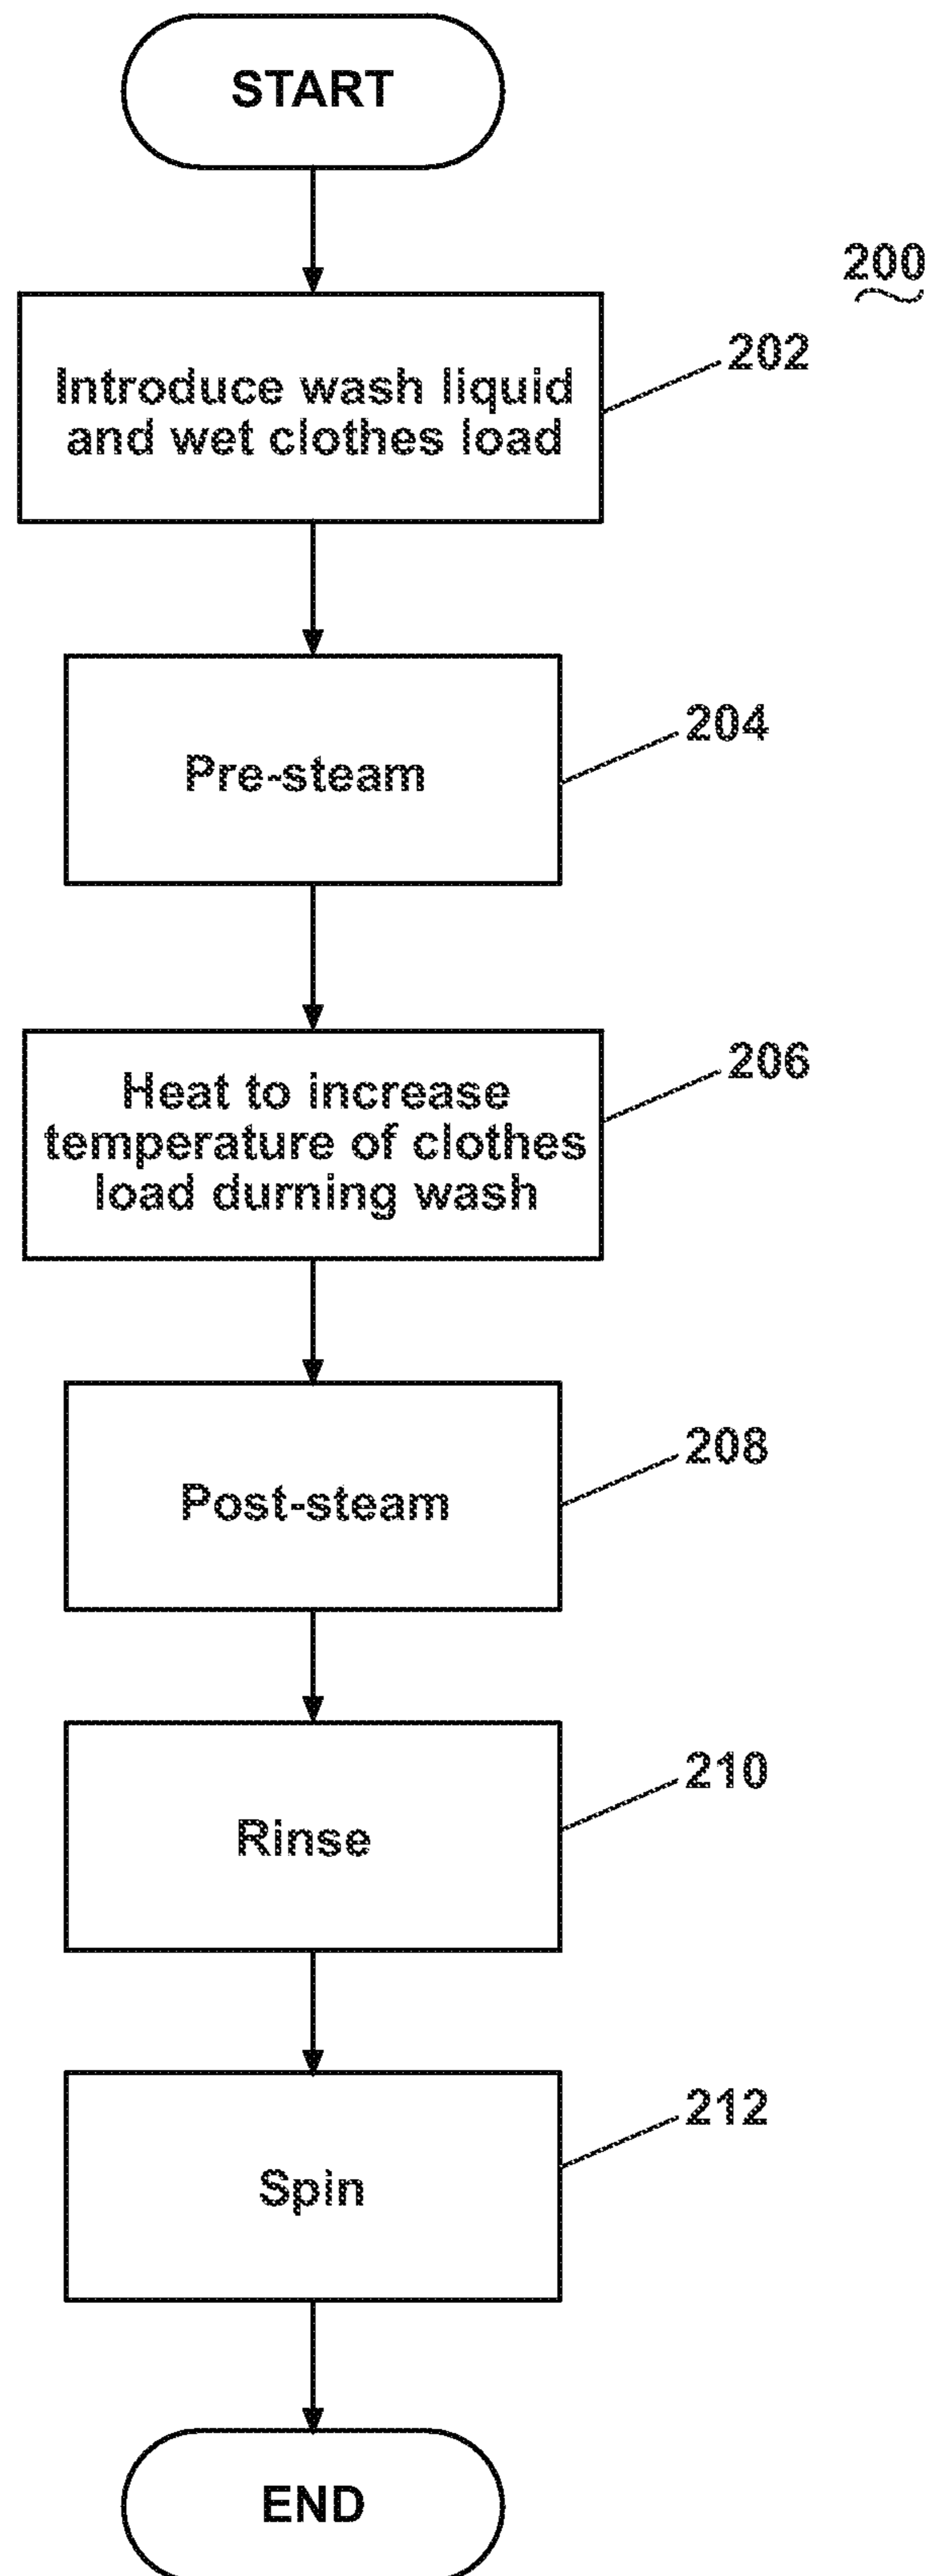 START
200
Introduce wash liquid
and wet clothes load
202
Pre-steam
204
Heat to increase
temperature of clothes
load durning wash
206
Post-steam
208
Rinse
210
Spin
212
END